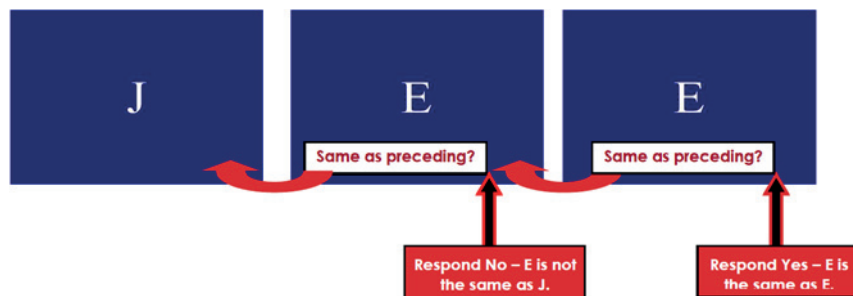 J
E
E
Same as preceding?
Same as preceding?
Respond No – E is not
the same as J.
Respond Yes – E is
the same as E.